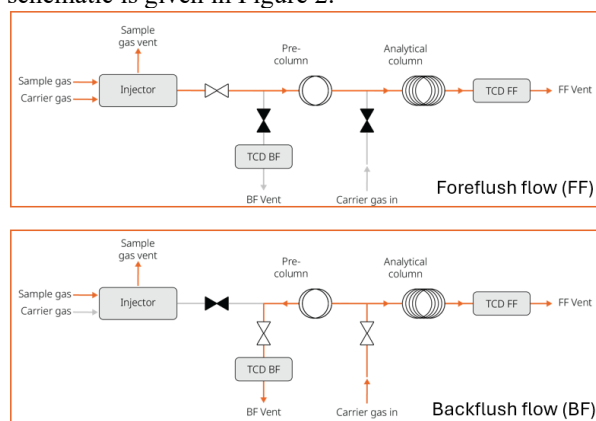 schematic is given in Figure 2.
Sample
gas vent
Pre-
column
Analytical
column
Sample gas
Carrier gas
Injector
TCD FF
FF Vent
TCD BF
BF Vent
Carrier gas in
Foreflush flow (FF)
Sample
gas vent
Pre-
column
Analytical
column
Sample gas
Carrier gas
Injector
TCD FF
FF Vent
TCD BF
BF Vent
Carrier gas in
Backflush flow (BF)